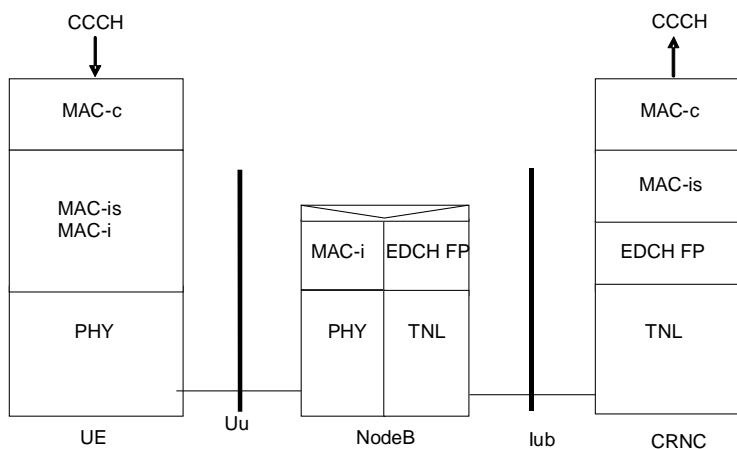 CCCH
CCCH
MAC-c
MAC-c
MAC-is
MAC-i
MAC-is
MAC-i
EDCH FP
EDCH FP
PHY
PHY
TNL
TNL
UE
Uu
NodeB
Iub
CRNC